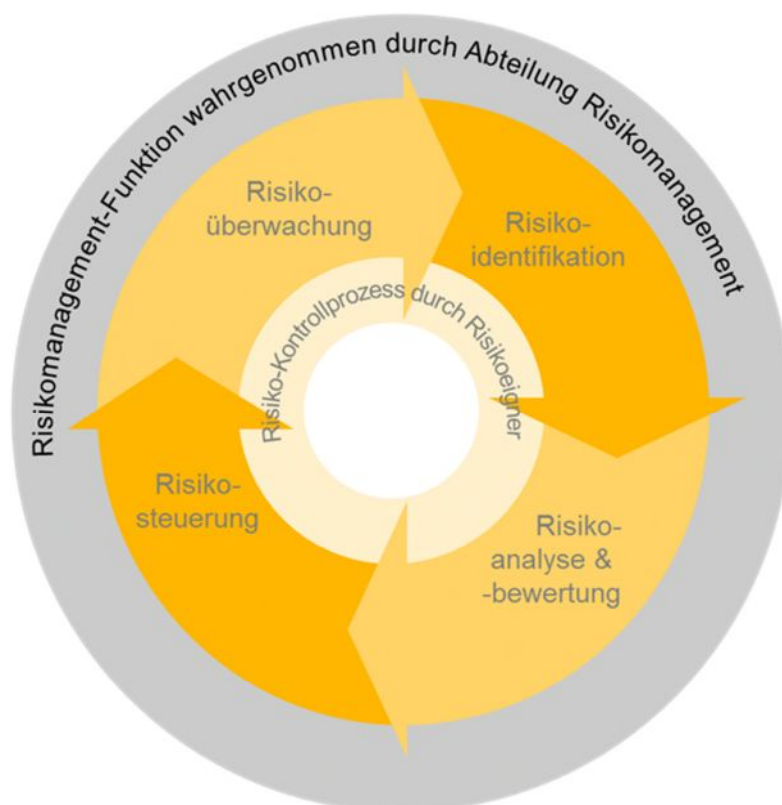 Risikomanagement-Funktion wahrgenommen durch Abteilung Risikomanagement
Risiko-
überwachung
Risiko-
identifikation
Risiko-Kontrollprozess durch Risikoeigner
Risiko-
steuerung
Risiko-
analyse &
-bewertung